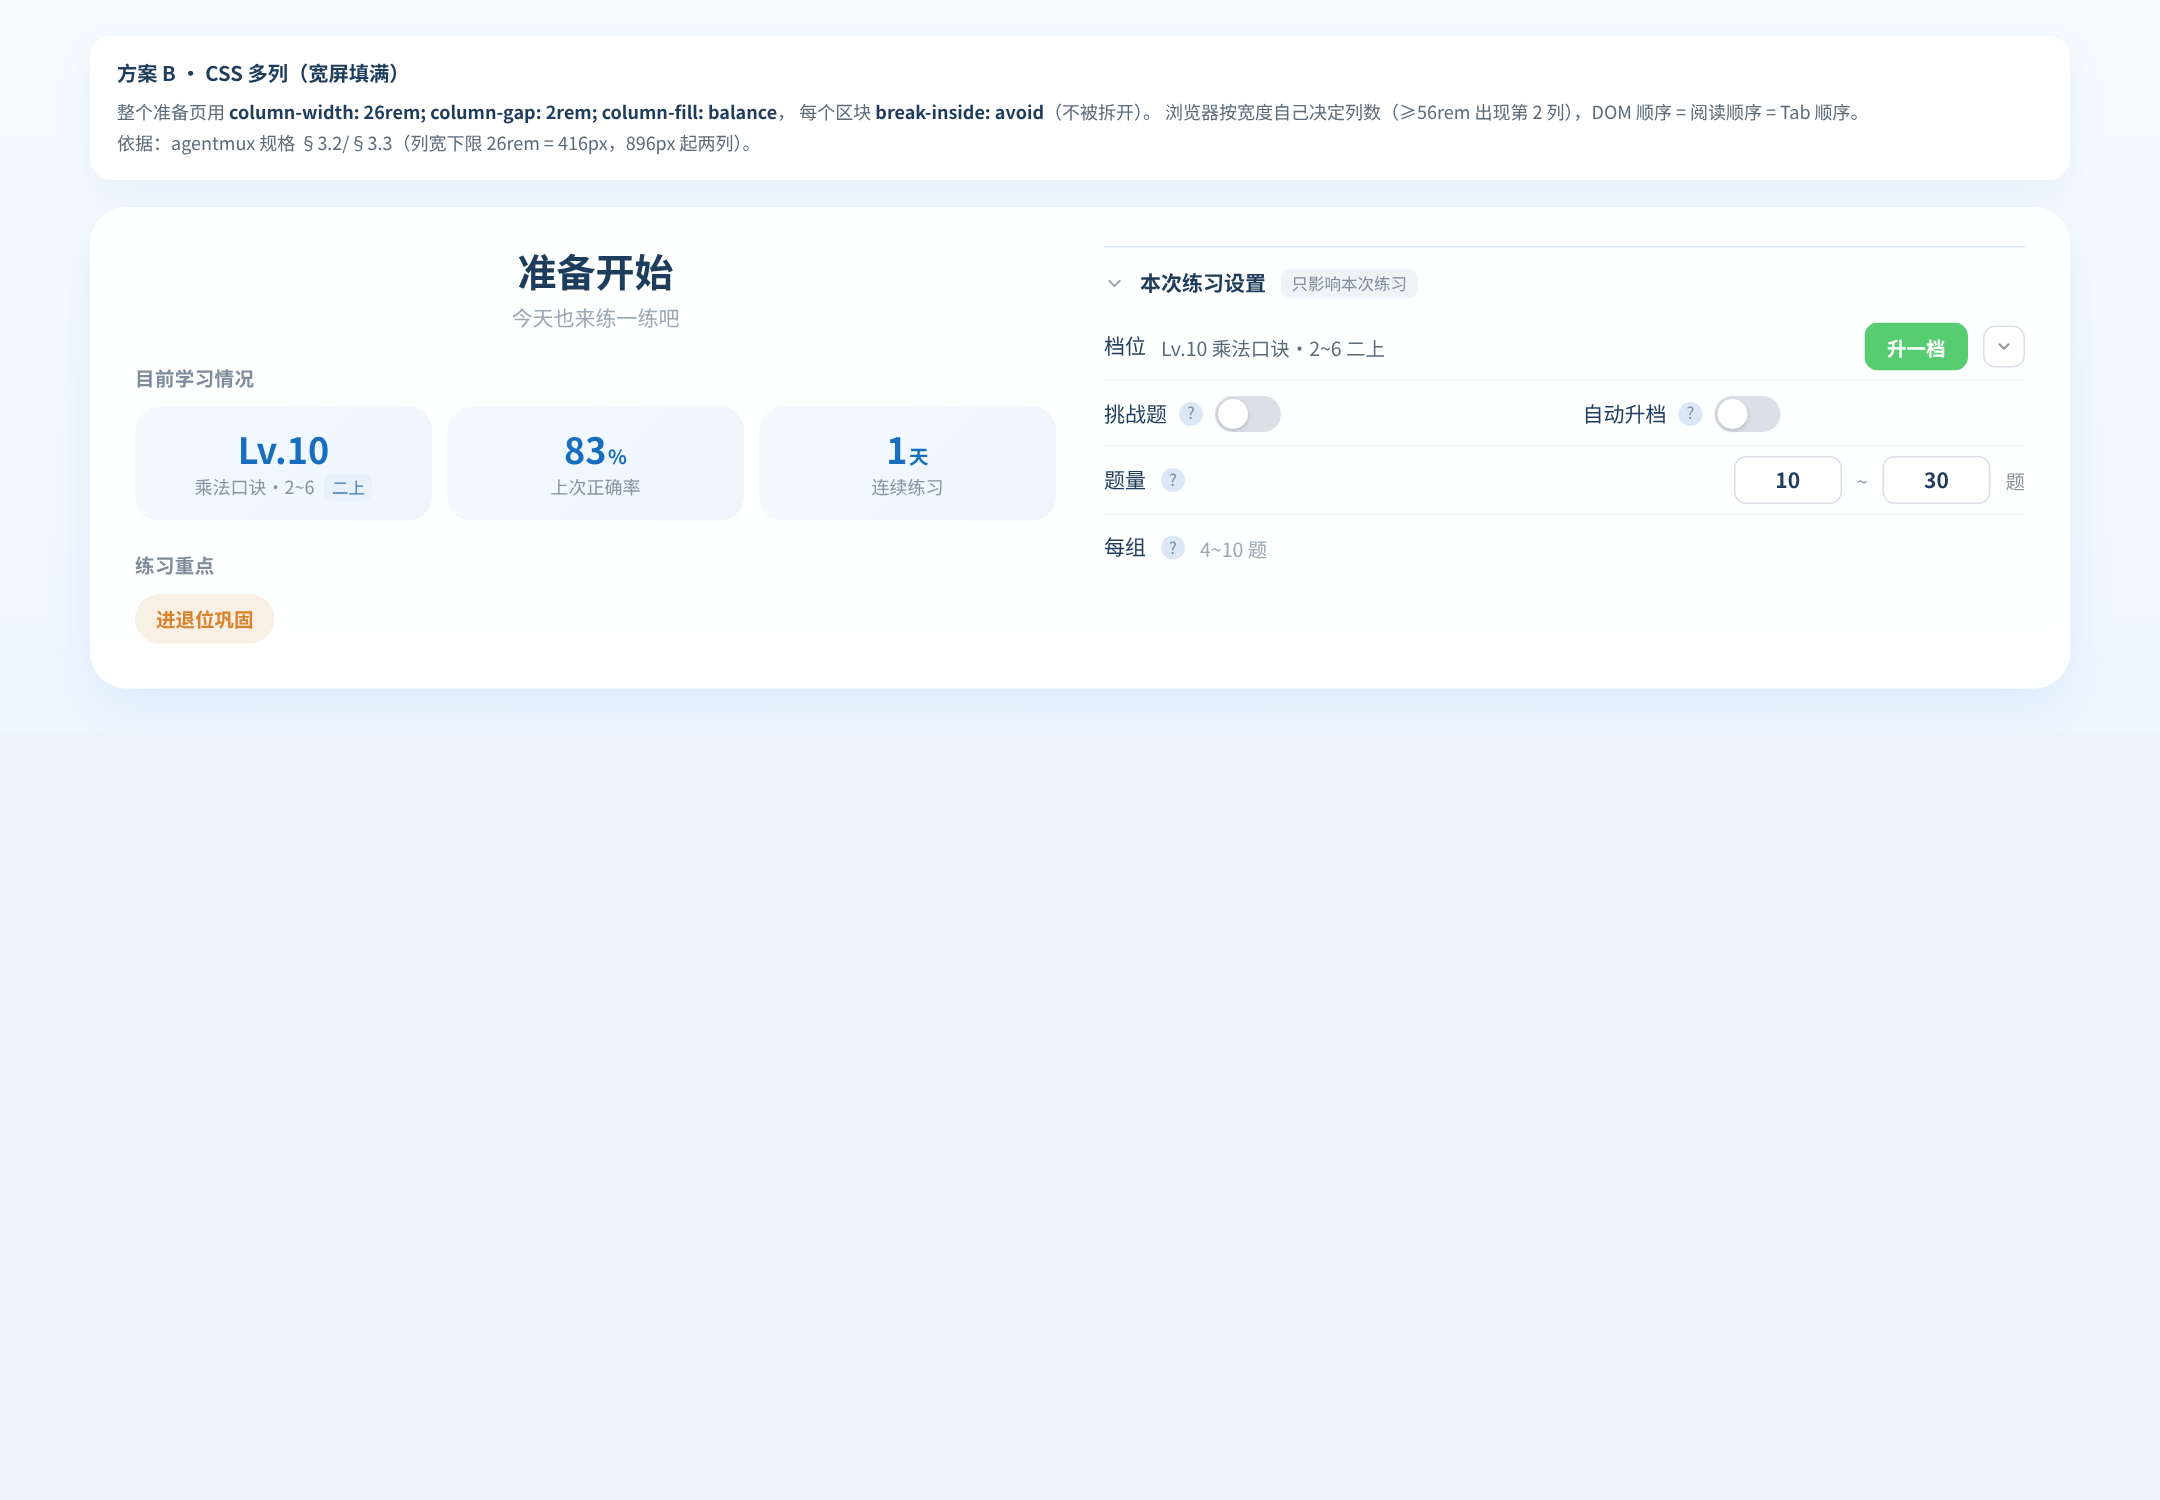 方案 B · CSS 多列（宽屏填满）
整个准备页用 column-width: 26rem; column-gap: 2rem; column-fill: balance， 每个区块 break-inside: avoid（不被拆开）。 浏览器按宽度自己决定列数（≥56rem 出现第 2 列），DOM 顺序 = 阅读顺序 = Tab 顺序。
依据：agentmux 规格 §3.2/§3.3（列宽下限 26rem = 416px，896px 起两列）。
准备开始
今天也来练一练吧
目前学习情况
Lv.10
乘法口诀·2~6 二上
83%
上次正确率
1天
连续练习
练习重点
进退位巩固
本次练习设置 只影响本次练习
档位 Lv.10 乘法口诀·2~6 二上 升一档
挑战题 ? 自动升档 ?
题量 ? 10 ~ 30 题
每组 ? 4~10 题